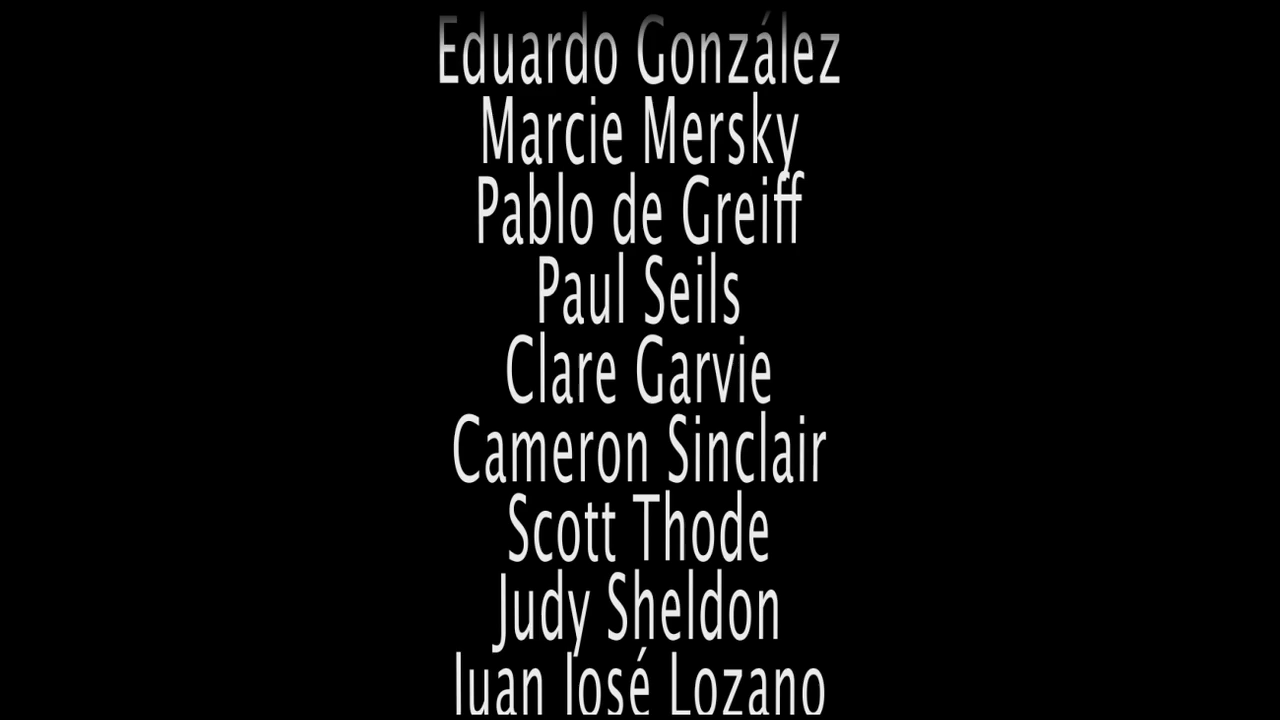 Eduardo González
Marcie Mersky
Pablo de Greiff
Paul Seils
Clare Garvie
Cameron Sinclair
Scott Thode
Judy Sheldon
Juan José Lozano